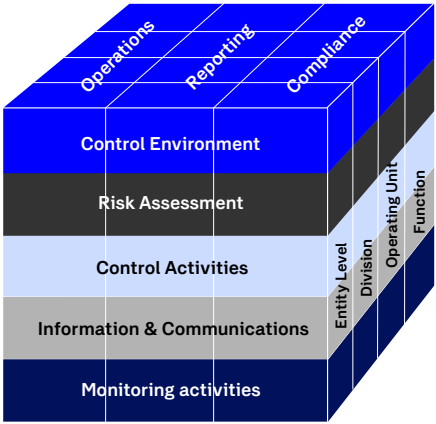 Operations
Reporting
Compliance
Control Environment
Risk Assessment
Control Activities
Information & Communications
Monitoring activities
Entity Level
Division
Operating Unit
Function